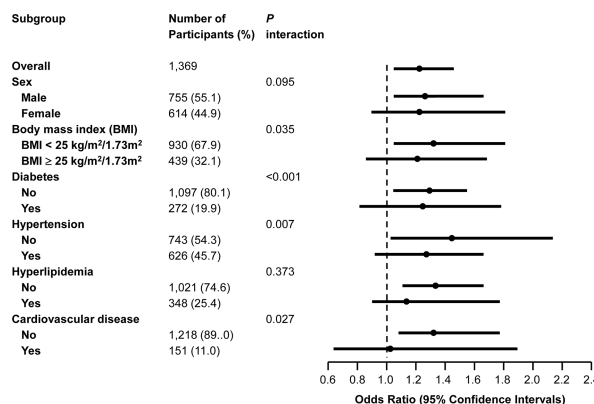 Subgroup Number of Participants (%) P interaction
Overall 1,369
Sex 0.095
Male 755 (55.1)
Female 614 (44.9)
Body mass index (BMI) 0.035
BMI < 25 kg/m²/1.73m² 930 (67.9)
BMI ≥ 25 kg/m²/1.73m² 439 (32.1)
Diabetes <0.001
No 1,097 (80.1)
Yes 272 (19.9)
Hypertension 0.007
No 743 (54.3)
Yes 626 (45.7)
Hyperlipidemia 0.373
No 1,021 (74.6)
Yes 348 (25.4)
Cardiovascular disease 0.027
No 1,218 (89..0)
Yes 151 (11.0)
0.6 0.8 1.0 1.2 1.4 1.6 1.8 2.0 2.2 2.4
Odds Ratio (95% Confidence Intervals)